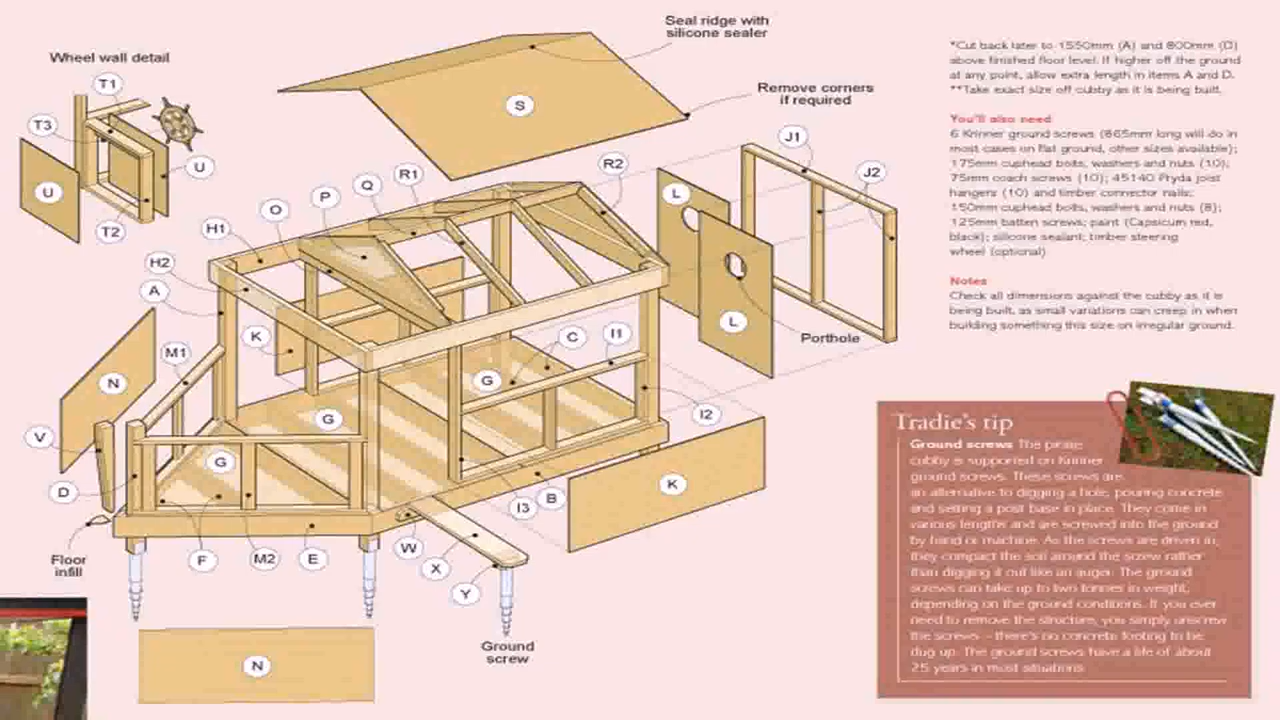 Seal ridge with
silicone sealer
Wheel wall detail
T1
T3
U
U
T2
S
Remove corners
if required
J1
J2
R2
R1
Q
P
O
H1
H2
A
L
L
Porthole
K
C
I1
G
G
G
M1
N
V
D
I2
K
B
I3
Floor
infill
F
M2
E
W
X
Y
Ground
screw
N
*Cut back later to 1550mm (A) and 800mm (D)
above finished floor level. If higher off the ground
at any point, allow extra length in items A and D.
**Take exact size off cubby as it is being built.
You'll also need
6 Krinner ground screws (865mm long will do in
most cases on flat ground, other sizes available);
175mm cuphead bolts, washers and nuts (10);
75mm coach screws (10); 45140 Pryda joist
hangers (10) and timber connector nails;
150mm cuphead bolts, washers and nuts (8);
125mm batten screws; paint (Capsicum red,
black); silicone sealant; timber steering
wheel (optional)
Notes
Check all dimensions against the cubby as it is
being built, as small variations can creep in when
building something this size on irregular ground.
Tradie's tip
Ground screws The pirate
cubby is supported on Krinner
ground screws. These screws are
an alternative to digging a hole, pouring concrete
and setting a post base in place. They come in
various lengths and are screwed into the ground
by hand or machine. As the screws are driven in,
they compact the soil around the screw rather
than digging it out like an auger. The ground
screws can take up to two tonnes in weight,
depending on the ground conditions. If you ever
need to remove the structure, you simply unscrew
the screws – there's no concrete footing to be
dug up. The ground screws have a life of about
25 years in most situations.